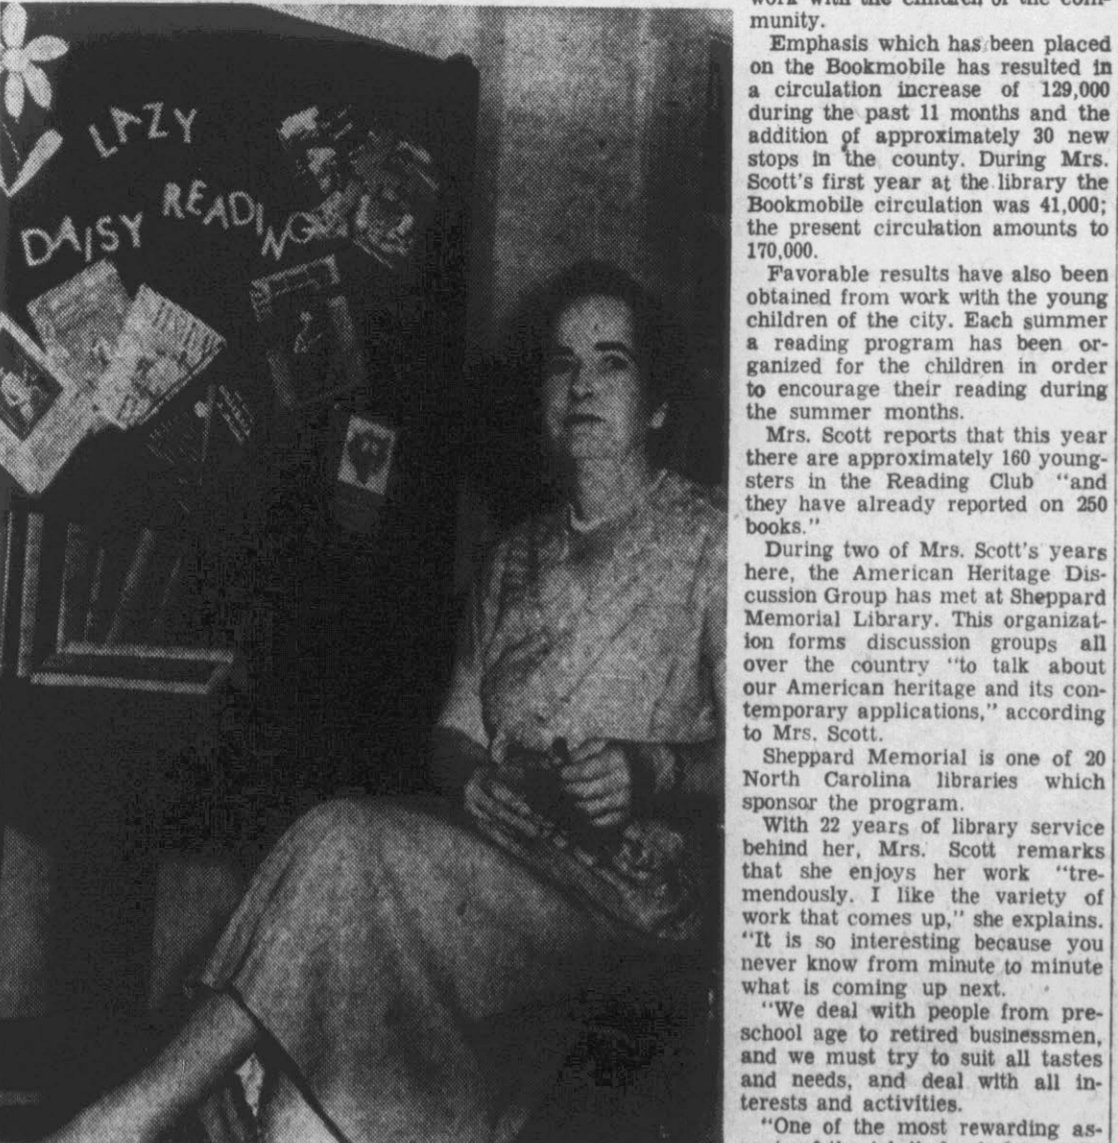 LAZY
DAISY READING
work with the children of the com-
munity.
Emphasis which has been placed
on the Bookmobile has resulted in
a circulation increase of 129,000
during the past 11 months and the
addition of approximately 30 new
stops in the county. During Mrs.
Scott's first year at the library the
Bookmobile circulation was 41,000;
the present circulation amounts to
170,000.
Favorable results have also been
obtained from work with the young
children of the city. Each summer
a reading program has been or-
ganized for the children in order
to encourage their reading during
the summer months.
Mrs. Scott reports that this year
there are approximately 160 young-
sters in the Reading Club "and
they have already reported on 250
books."
During two of Mrs. Scott's years
here, the American Heritage Dis-
cussion Group has met at Sheppard
Memorial Library. This organizat-
ion forms discussion groups all
over the country "to talk about
our American heritage and its con-
temporary applications," according
to Mrs. Scott.
Sheppard Memorial is one of 20
North Carolina libraries which
sponsor the program.
With 22 years of library service
behind her, Mrs. Scott remarks
that she enjoys her work "tre-
mendously. I like the variety of
work that comes up," she explains.
"It is so interesting because you
never know from minute to minute
what is coming up next.
"We deal with people from pre-
school age to retired businessmen,
and we must try to suit all tastes
and needs, and deal with all in-
terests and activities.
"One of the most rewarding as-